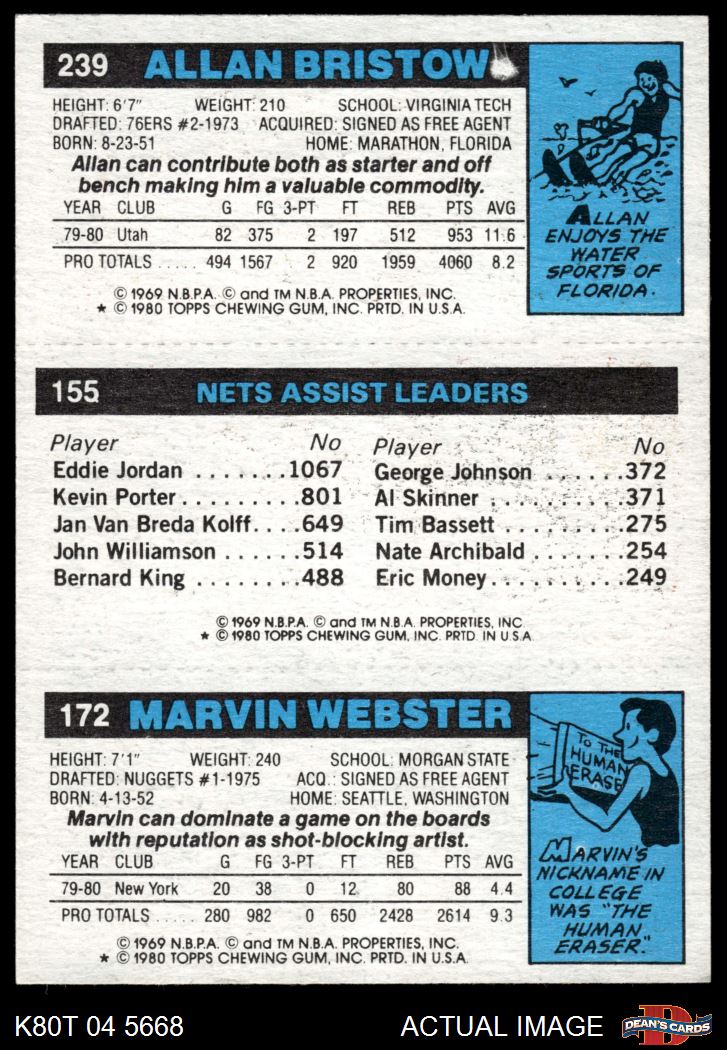 239 ALLAN BRISTOW
HEIGHT: 6'7" WEIGHT: 210 SCHOOL: VIRGINIA TECH
DRAFTED: 76ERS #2-1973 ACQUIRED: SIGNED AS FREE AGENT
BORN: 8-23-51 HOME: MARATHON, FLORIDA
Allan can contribute both as starter and off
bench making him a valuable commodity.
YEAR CLUB G FG 3-PT FT REB PTS AVG
79-80 Utah 82 375 2 197 512 953 11.6
PRO TOTALS ..... 494 1567 2 920 1959 4060 8.2
© 1969 N.B.P.A. © and TM N.B.A. PROPERTIES, INC.
★ © 1980 TOPPS CHEWING GUM, INC. PRTD. IN U.S.A.
ALLAN
ENJOYS THE
WATER
SPORTS OF
FLORIDA.
155 NETS ASSIST LEADERS
Player No
Eddie Jordan .......1067
Kevin Porter.........801
Jan Van Breda Kolff....649
John Williamson ......514
Bernard King ........488
Player No
George Johnson ......372
Al Skinner ..........371
Tim Bassett .........275
Nate Archibald .......254
Eric Money..........249
© 1969 N.B.P.A. © and TM N.B.A. PROPERTIES, INC
★ © 1980 TOPPS CHEWING GUM, INC. PRTD. IN U.S.A.
172 MARVIN WEBSTER
HEIGHT: 7'1" WEIGHT: 240 SCHOOL: MORGAN STATE
DRAFTED: NUGGETS #1-1975 ACQ.: SIGNED AS FREE AGENT
BORN: 4-13-52 HOME: SEATTLE, WASHINGTON
Marvin can dominate a game on the boards
with reputation as shot-blocking artist.
YEAR CLUB G FG 3-PT FT REB PTS AVG
79-80 New York 20 38 0 12 80 88 4.4
PRO TOTALS ..... 280 982 0 650 2428 2614 9.3
© 1969 N.B.P.A. © and TM N.B.A. PROPERTIES, INC.
★ © 1980 TOPPS CHEWING GUM, INC. PRTD. IN U.S.A.
TO THE
HUMAN
ERASE
MARVIN'S
NICKNAME IN
COLLEGE
WAS "THE
HUMAN
ERASER."
K80T 04 5668 ACTUAL IMAGE
D
DEAN'S CARDS